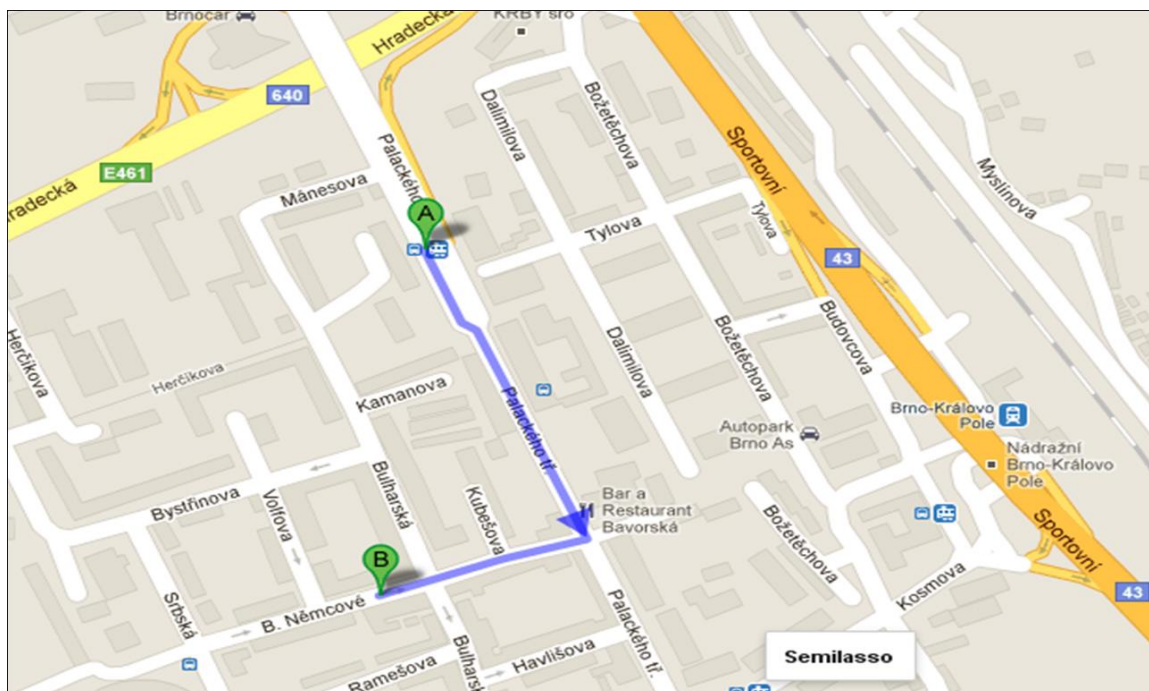 Brnocar
KRBY sro
Hradecká
640
E461
Hradecká
Mánesova
Palackého
A
Dalimilova
Božetěchova
Sportovní
Myslínova
Tylova
Tylova
43
Herčíkova
Herčíkova
Kamanova
Palackého tř.
Dalimilova
Božetěchova
Budovcova
Brno-Královo
Pole
Autopark
Brno As
Nádražní
Brno-Královo
Pole
Bystřinova
Volfova
Bulharská
Kubešova
Bar a
Restaurant
Bavorská
Božetěchova
Sportovní
B
Srbská
B. Němcové
Kosmova
43
Bulharská
Palackého tř.
Havlišova
Ramešova
Semilasso